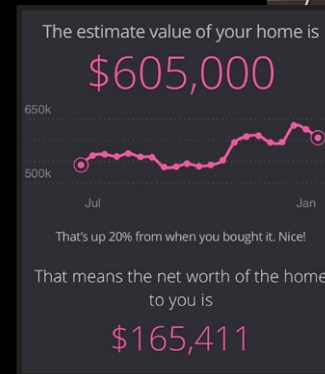 The estimate value of your home is
$605,000
650k
500k
Jul Jan
That's up 20% from when you bought it. Nice!
That means the net worth of the home
to you is
$165,411